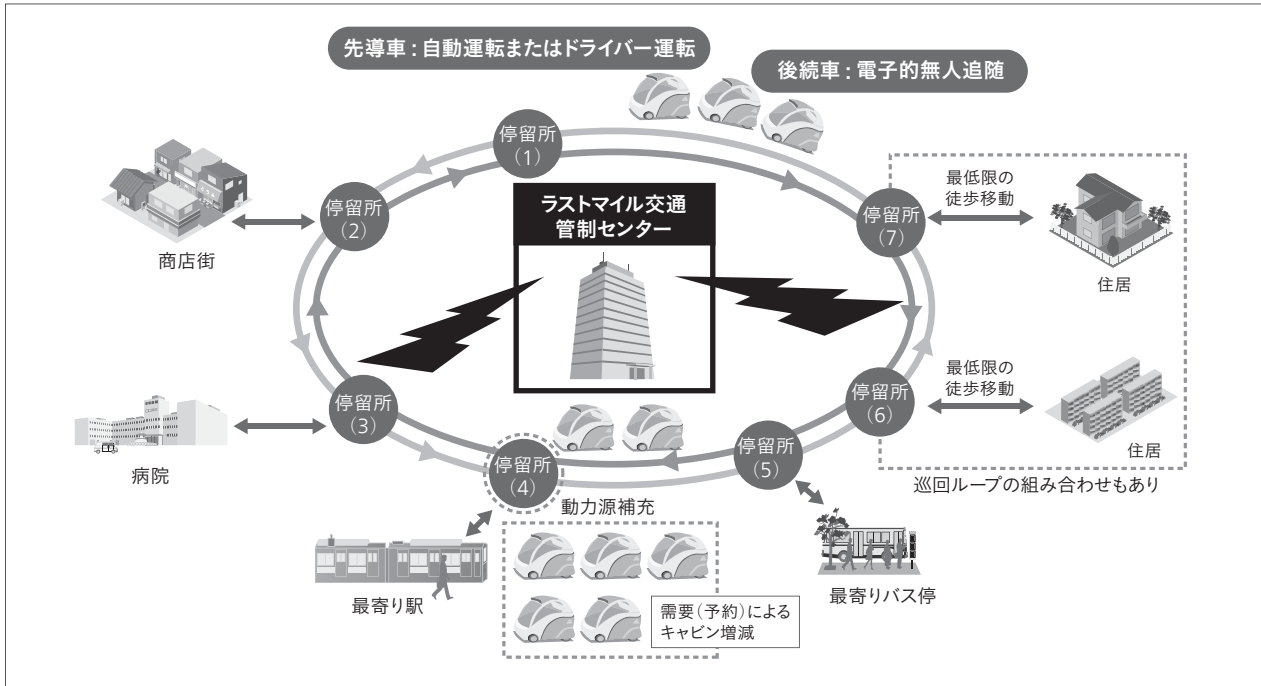 先導車：自動運転またはドライバー運転
後続車：電子的無人追随
停留所
(1)
停留所
(2)
商店街
ラストマイル交通
管制センター
停留所
(7)
最低限の
徒歩移動
住居
停留所
(3)
病院
停留所
(6)
最低限の
徒歩移動
住居
停留所
(4)
停留所
(5)
巡回ループの組み合わせもあり
動力源補充
最寄り駅
需要（予約）による
キャビン増減
最寄りバス停